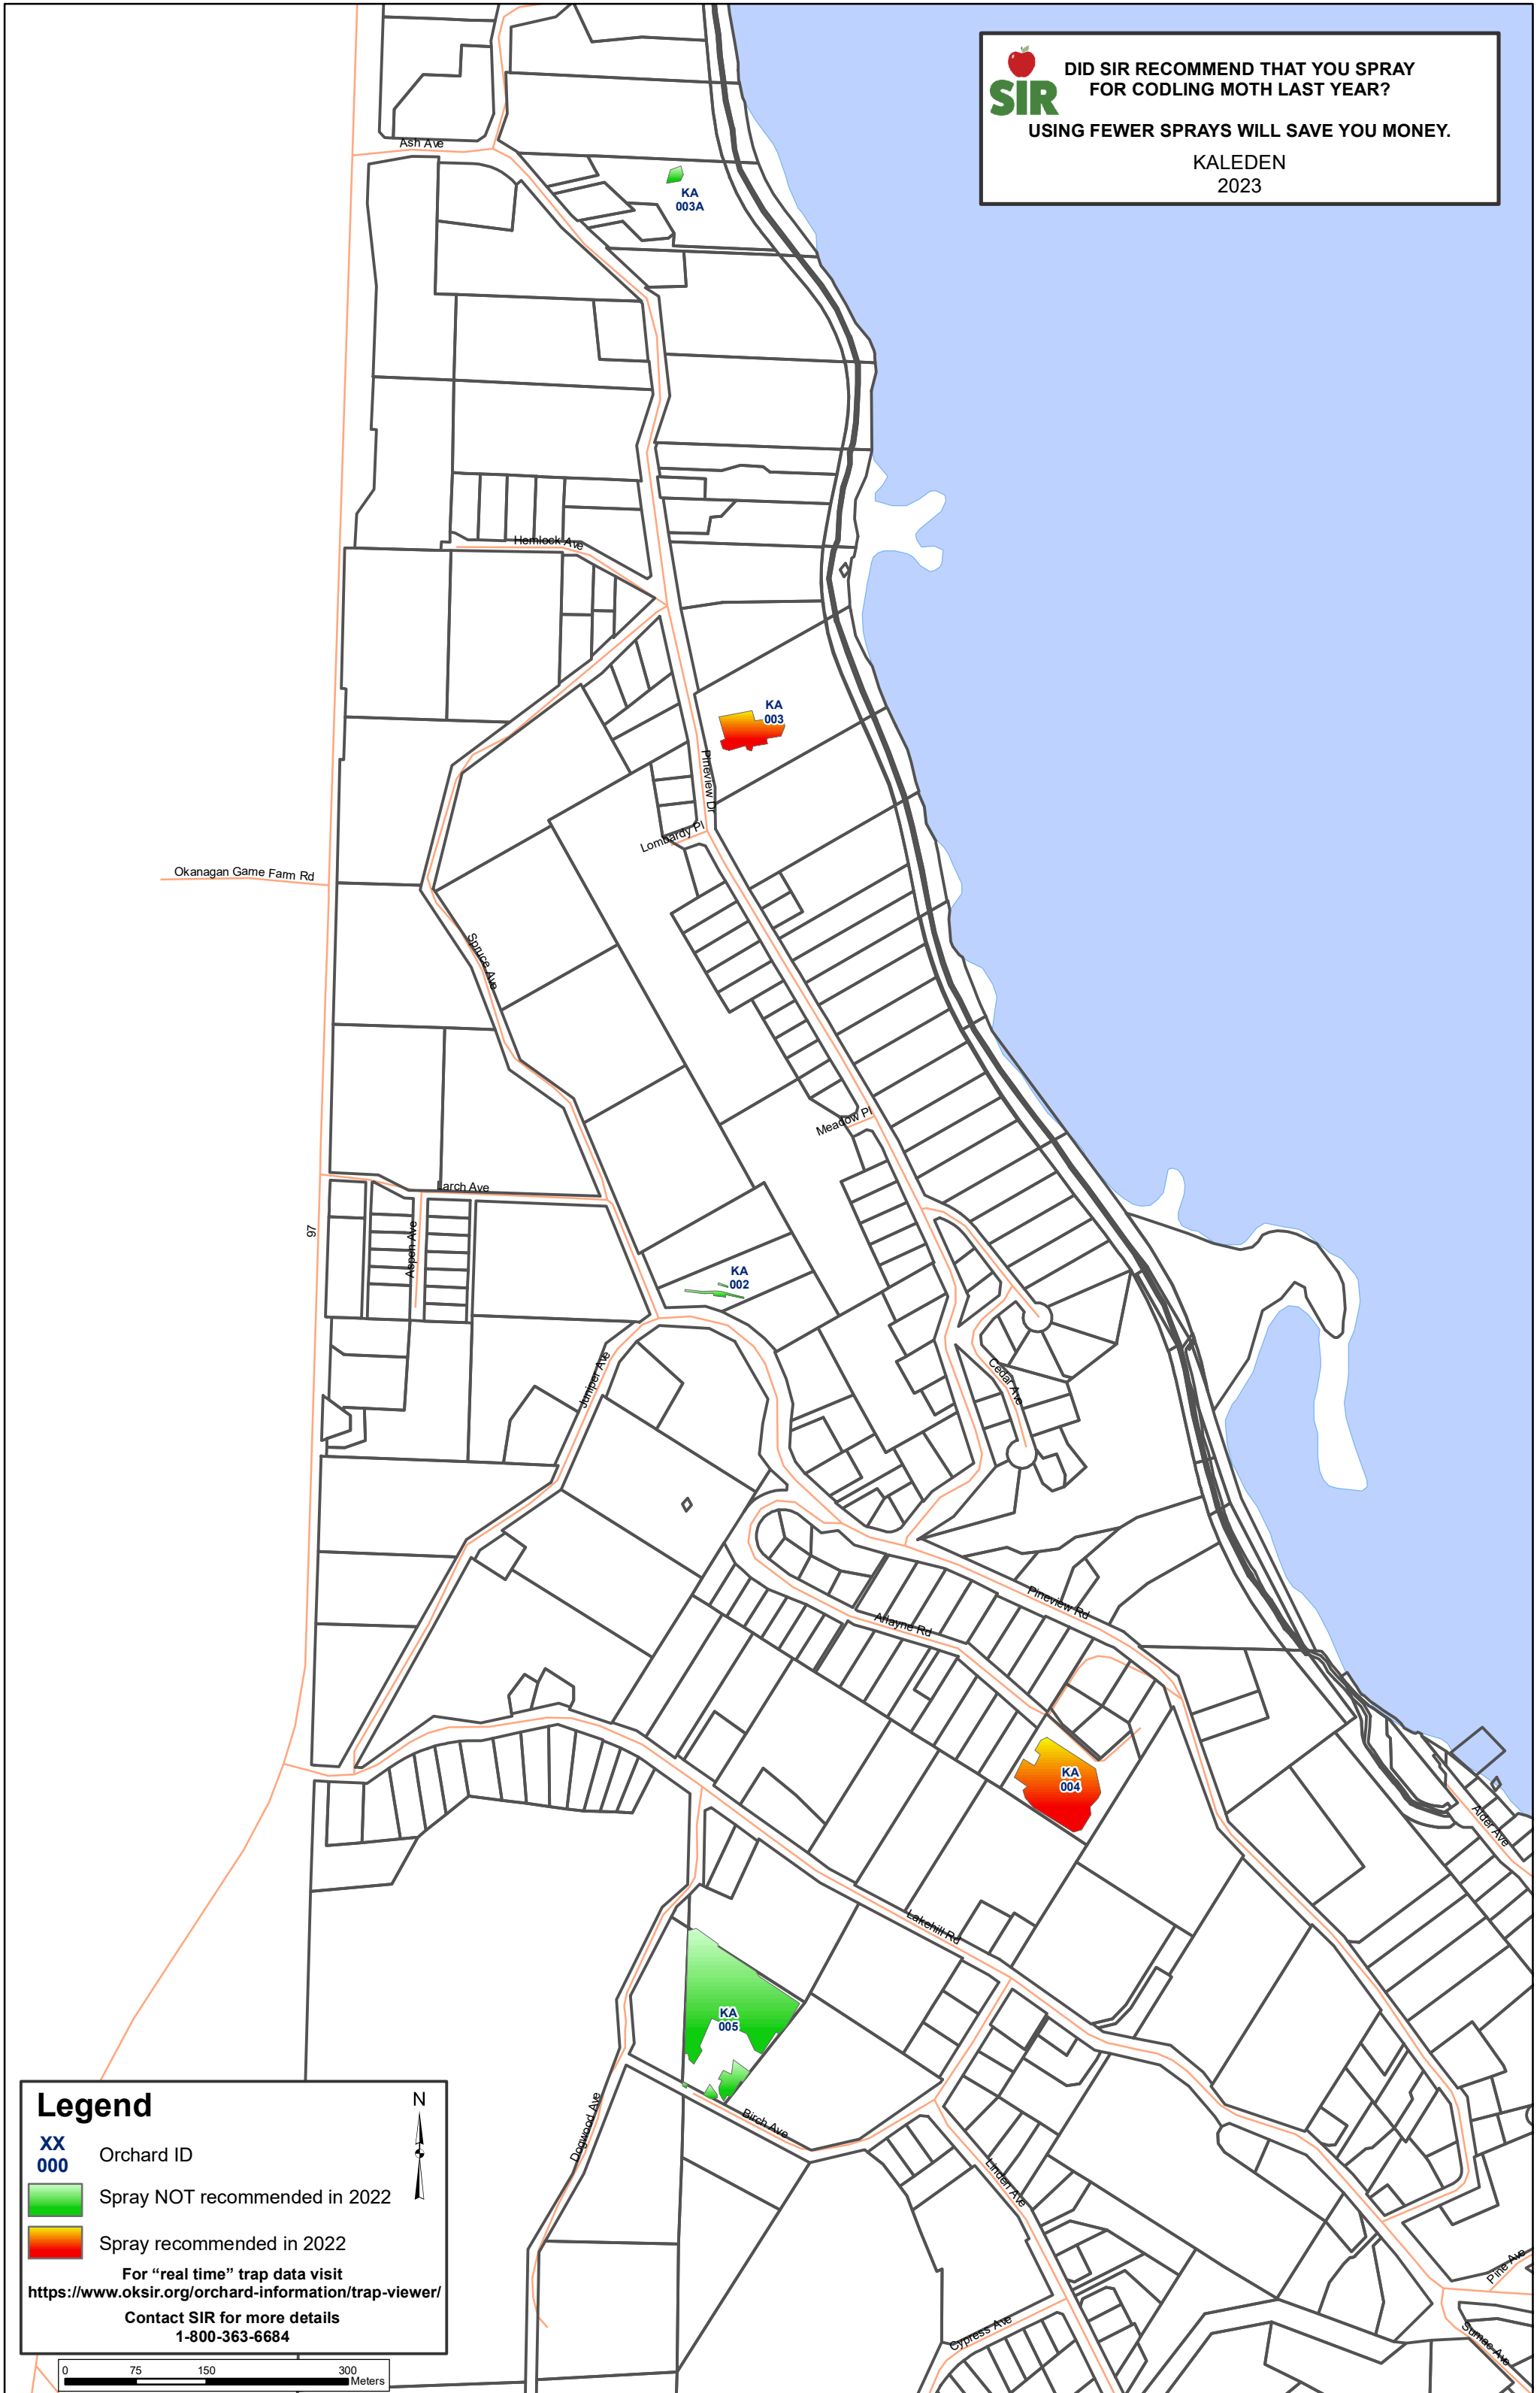 SIR
DID SIR RECOMMEND THAT YOU SPRAY
FOR CODLING MOTH LAST YEAR?
USING FEWER SPRAYS WILL SAVE YOU MONEY.
KALEDEN
2023
Ash Ave
KA
003A
Hemlock Ave
KA
003
Pineview Dr
Lombardy Pl
Okanagan Game Farm Rd
Spruce Ave
Meadow Pl
Larch Ave
97
Aspen Ave
KA
002
Juniper Ave
Cedar Ave
Pineview Rd
Allayne Rd
KA
004
Alder Ave
Lakehill Rd
KA
005
Birch Ave
Dogwood Ave
Linden Ave
Pine Ave
Cypress Ave
Sumac Ave
Legend
N
XX
000
Orchard ID
Spray NOT recommended in 2022
Spray recommended in 2022
For “real time” trap data visit
https://www.oksir.org/orchard-information/trap-viewer/
Contact SIR for more details
1-800-363-6684
0 75 150 300
Meters